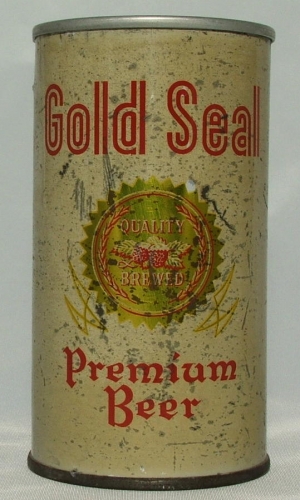 Gold Seal
QUALITY
BREWED
Premium
Beer